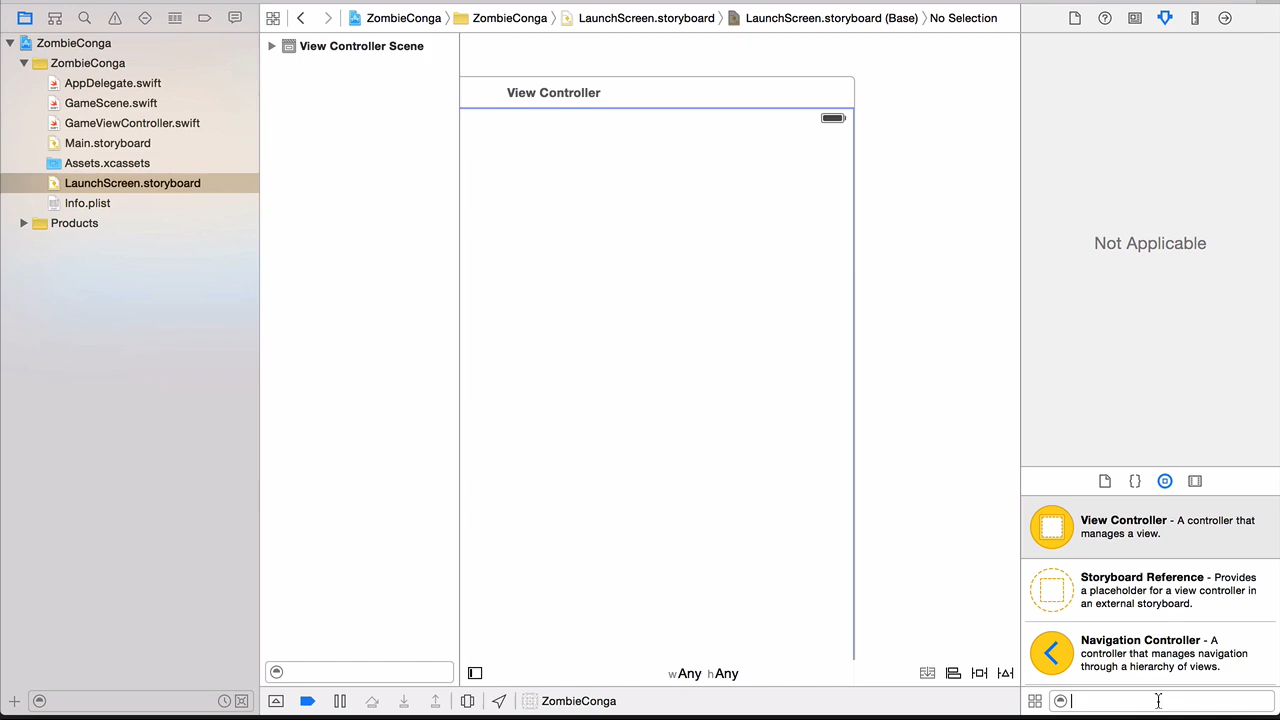 ZombieConga ZombieConga LaunchScreen.storyboard LaunchScreen.storyboard (Base) No Selection
ZombieConga
ZombieConga
AppDelegate.swift
GameScene.swift
GameViewController.swift
Main.storyboard
Assets.xcassets
LaunchScreen.storyboard
Info.plist
Products
View Controller Scene
View Controller
wAny hAny
ZombieConga
Not Applicable
View Controller - A controller that
manages a view.
Storyboard Reference - Provides
a placeholder for a view controller in
an external storyboard.
Navigation Controller - A
controller that manages navigation
through a hierarchy of views.